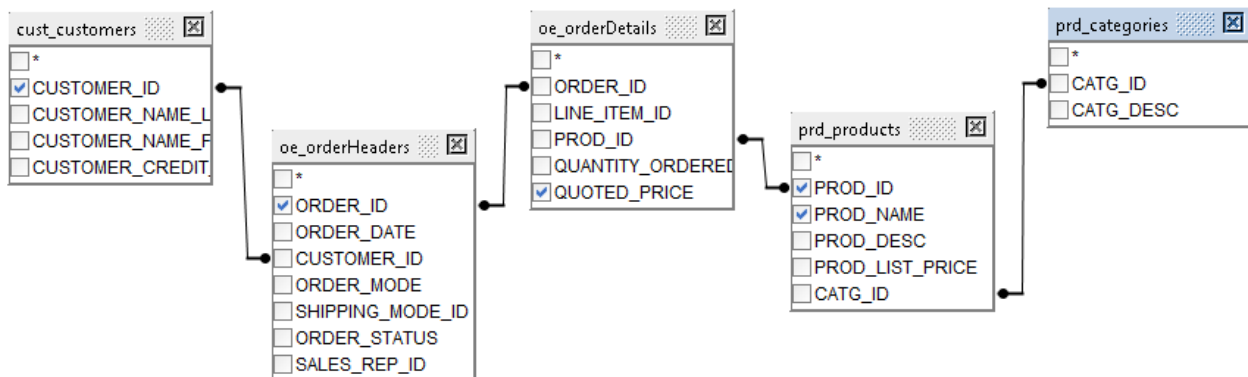 cust_customers
*
CUSTOMER_ID
CUSTOMER_NAME_L
CUSTOMER_NAME_F
CUSTOMER_CREDIT_
oe_orderHeaders
*
ORDER_ID
ORDER_DATE
CUSTOMER_ID
ORDER_MODE
SHIPPING_MODE_ID
ORDER_STATUS
SALES_REP_ID
oe_orderDetails
*
ORDER_ID
LINE_ITEM_ID
PROD_ID
QUANTITY_ORDERED
QUOTED_PRICE
prd_products
*
PROD_ID
PROD_NAME
PROD_DESC
PROD_LIST_PRICE
CATG_ID
prd_categories
*
CATG_ID
CATG_DESC